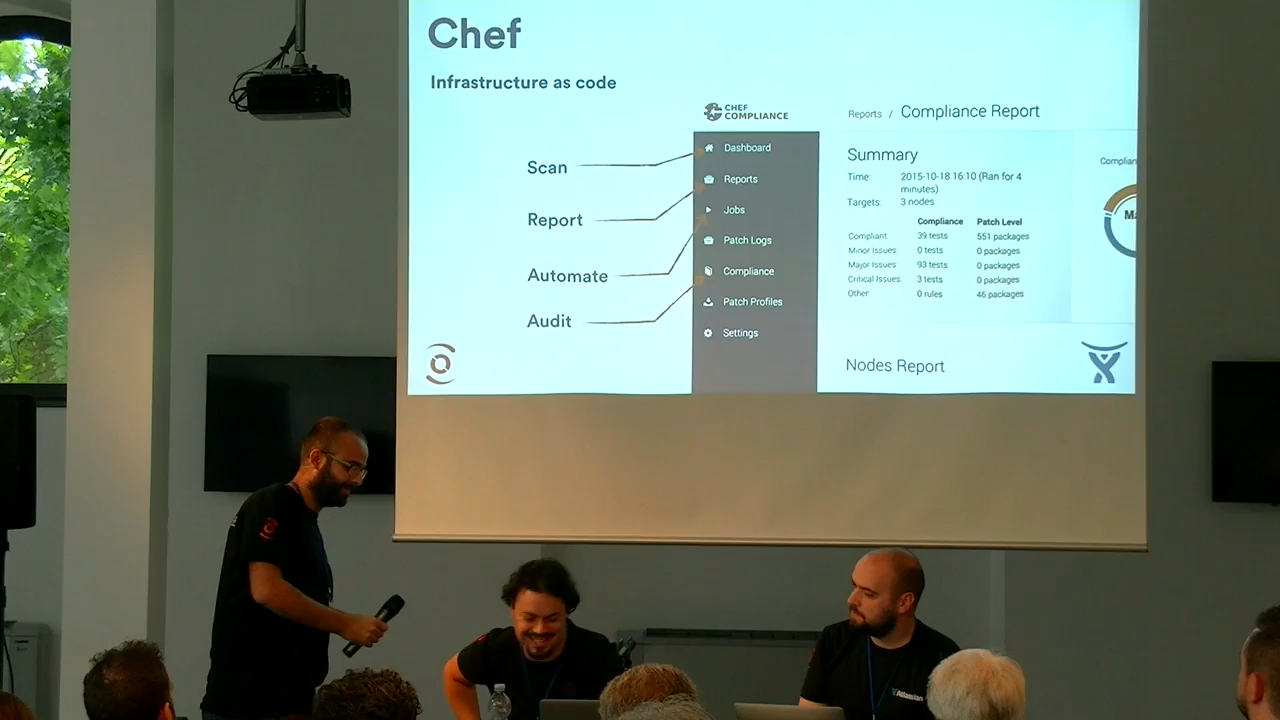 Chef
Infrastructure as code
Scan
Report
Automate
Audit
CHEF
COMPLIANCE
Dashboard
Reports
Jobs
Patch Logs
Compliance
Patch Profiles
Settings
Reports / Compliance Report
Summary
Time: 2015-10-18 16:10 (Ran for 4
minutes)
Targets: 3 nodes
Compliance Patch Level
Compliant: 39 tests 551 packages
Minor Issues: 0 tests 0 packages
Major Issues: 93 tests 0 packages
Critical Issues: 3 tests 0 packages
Other 0 rules 46 packages
Nodes Report
Complian
Ma
Atlassian